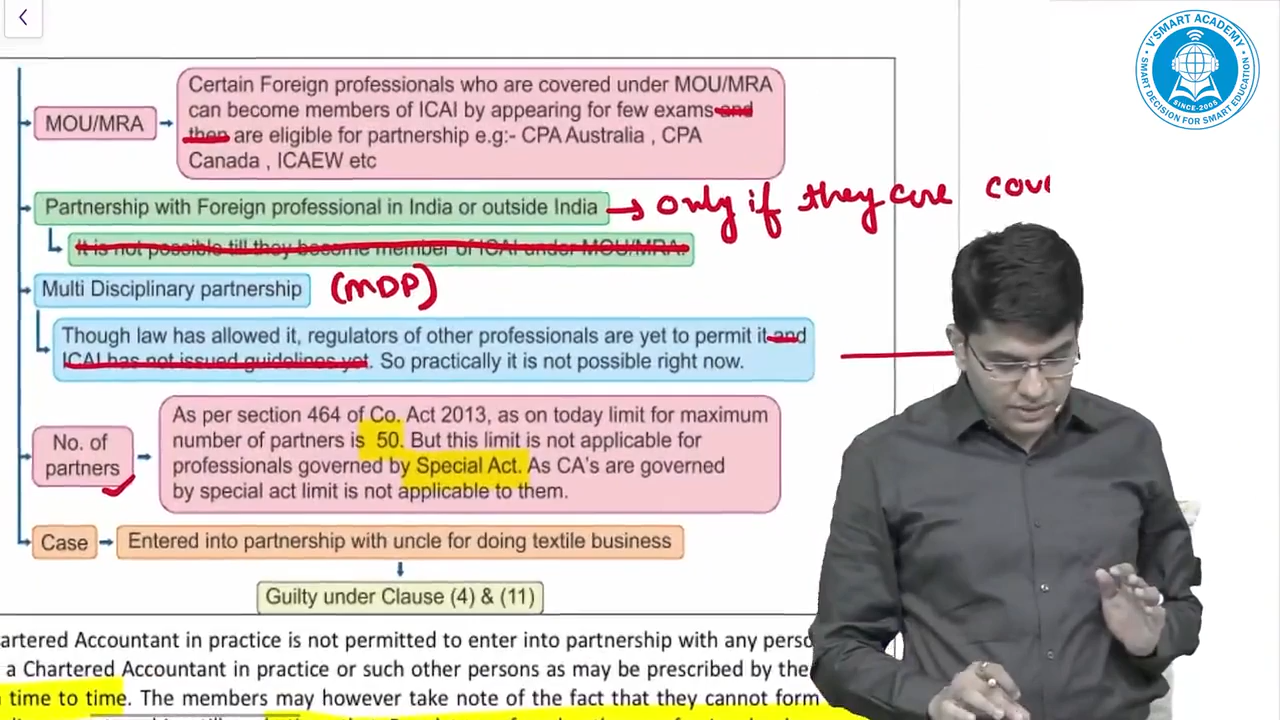 V'SMART ACADEMY
SINCE-2005
SMART DECISION FOR SMART EDUCATION
MOU/MRA
Certain Foreign professionals who are covered under MOU/MRA
can become members of ICAI by appearing for few exams and
then are eligible for partnership e.g:- CPA Australia , CPA
Canada , ICAEW etc
Partnership with Foreign professional in India or outside India
only if they are cov
It is not possible till they become member of ICAI under MOU/MRA.
Multi Disciplinary partnership
(MDP)
Though law has allowed it, regulators of other professionals are yet to permit it and
ICAI has not issued guidelines yet. So practically it is not possible right now.
No. of
partners
As per section 464 of Co. Act 2013, as on today limit for maximum
number of partners is 50. But this limit is not applicable for
professionals governed by Special Act. As CA's are governed
by special act limit is not applicable to them.
Case
Entered into partnership with uncle for doing textile business
Guilty under Clause (4) & (11)
artered Accountant in practice is not permitted to enter into partnership with any perso
a Chartered Accountant in practice or such other persons as may be prescribed by the
time to time. The members may however take note of the fact that they cannot form